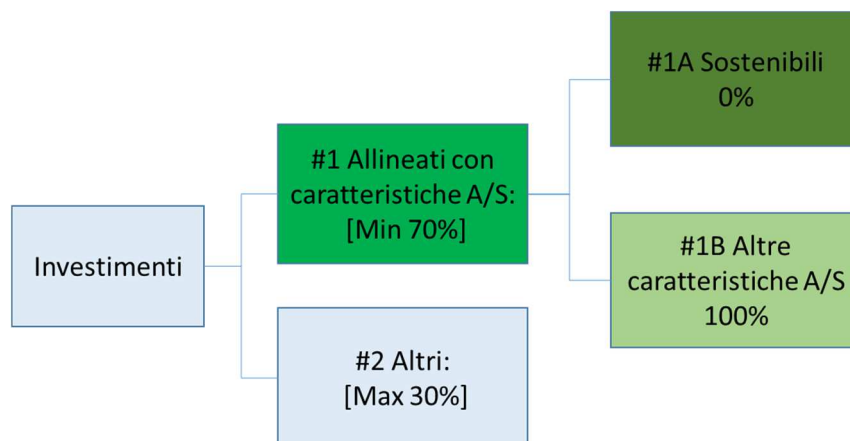 Investimenti
#1 Allineati con
caratteristiche A/S:
[Min 70%]
#2 Altri:
[Max 30%]
#1A Sostenibili
0%
#1B Altre
caratteristiche A/S
100%